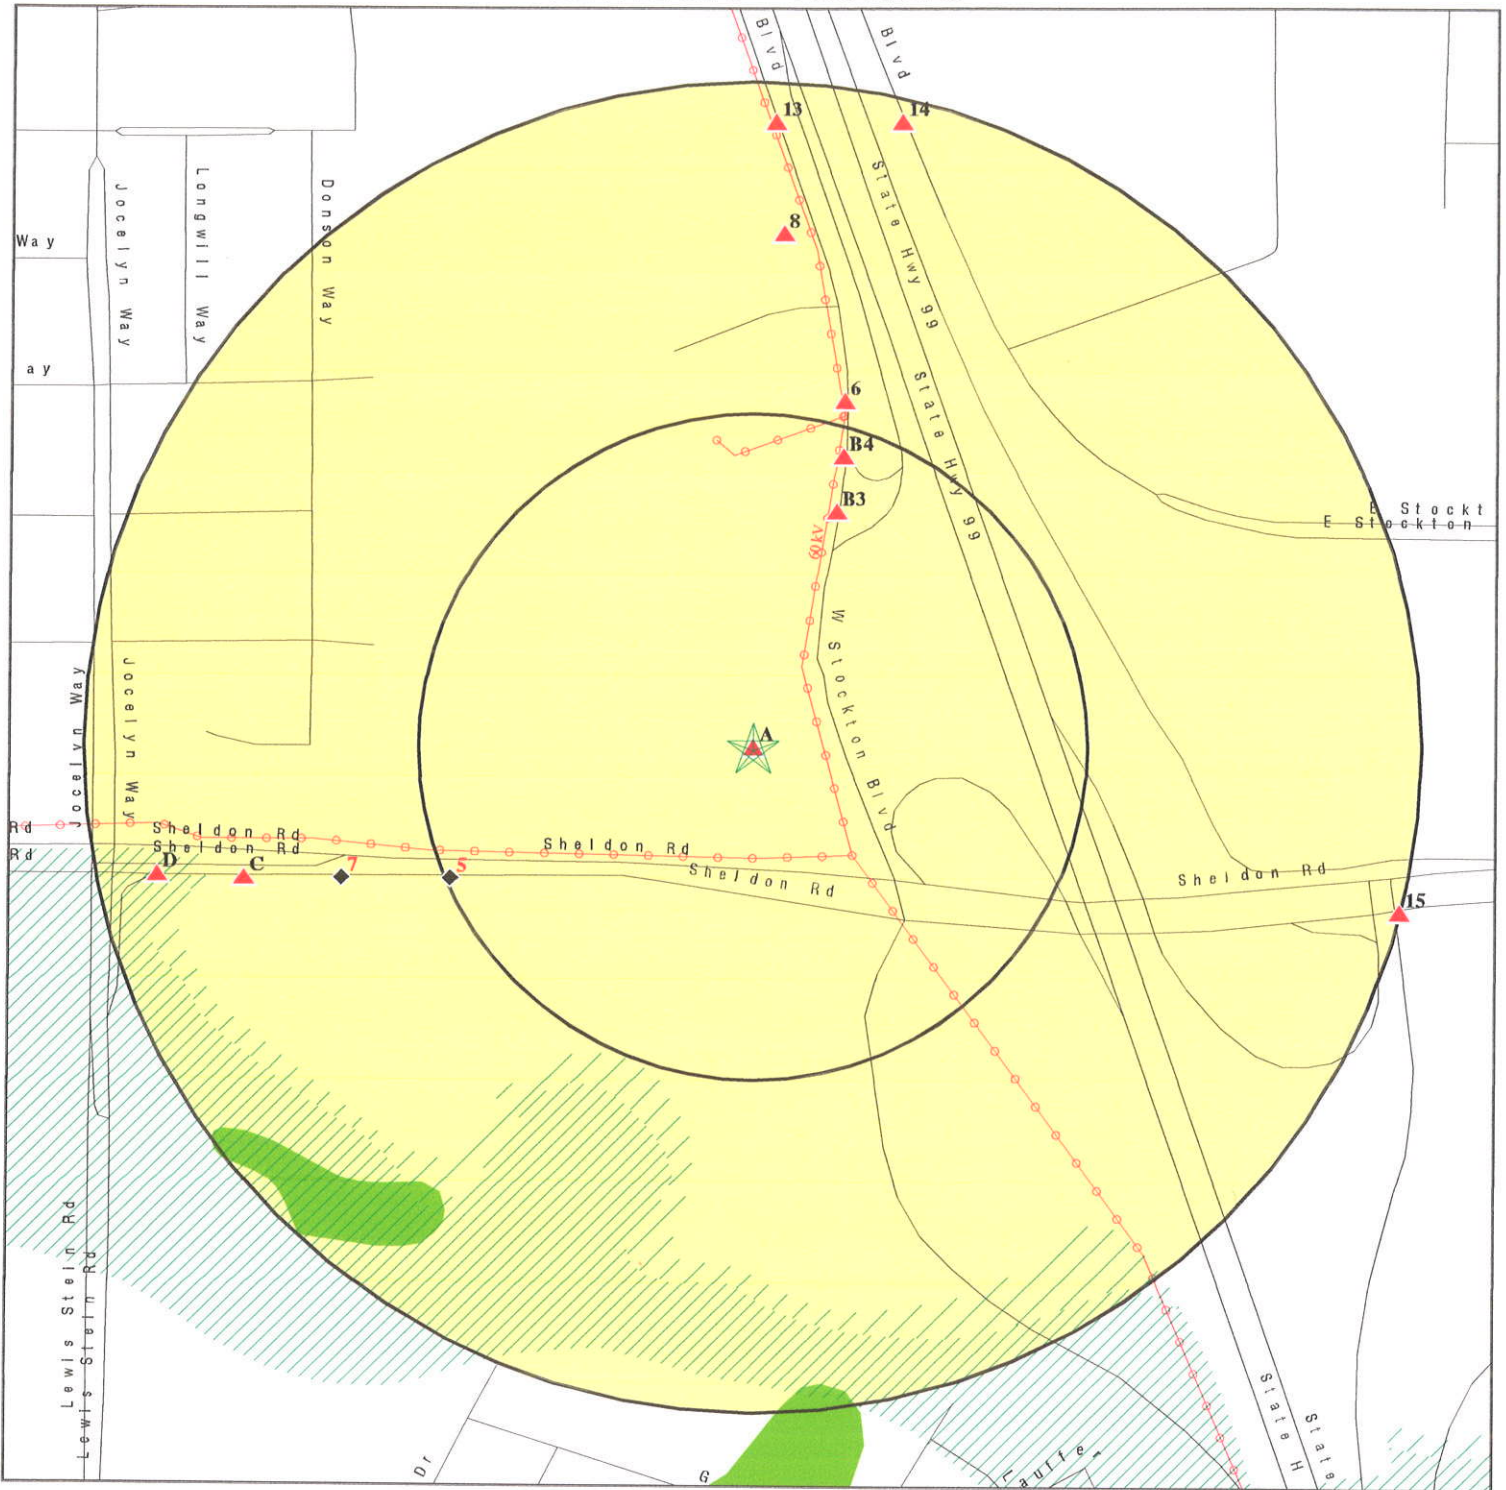 Blvd
Blvd
13
14
State Hwy 99
Jocelyn Way
Longwill Way
Donson Way
8
Way
ay
6
State Hwy 99
B4
B3
E Stockt
E Stockton
60kV
W Stockton Blvd
Jocelyn Way
Jocelyn Way
A
Rd
Sheldon Rd
Sheldon Rd
Sheldon Rd
Rd
D
C
7
5
Sheldon Rd
Sheldon Rd
15
Lewis Stein Rd
Lewis Stein Rd
State H
State
Dr
G
Lauffer